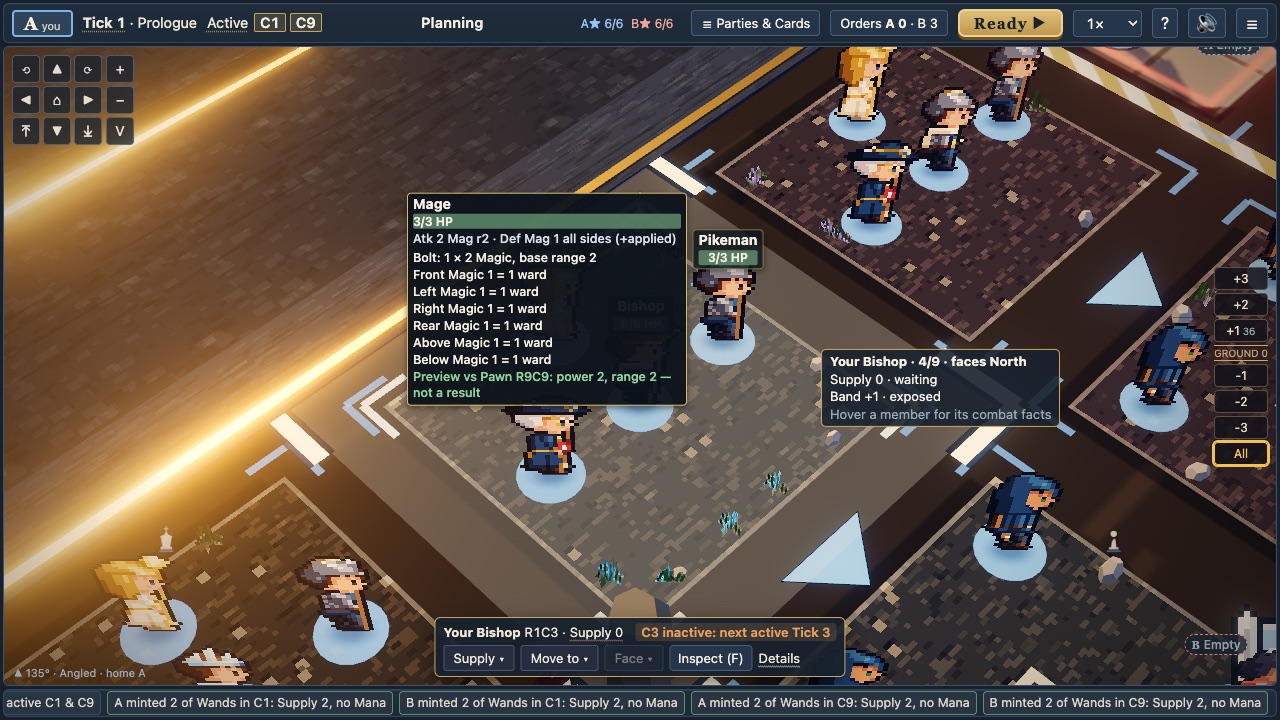 A you
Tick 1 · Prologue
Active C1 C9
Planning
A★ 6/6 B★ 6/6
≡ Parties & Cards
Orders A 0 · B 3
Ready ▶
1×
?
≡
V
Mage
3/3 HP
Atk 2 Mag r2 · Def Mag 1 all sides (+applied)
Bolt: 1 × 2 Magic, base range 2
Front Magic 1 = 1 ward
Left Magic 1 = 1 ward
Right Magic 1 = 1 ward
Rear Magic 1 = 1 ward
Above Magic 1 = 1 ward
Below Magic 1 = 1 ward
Preview vs Pawn R9C9: power 2, range 2 —
not a result
Pikeman
3/3 HP
Bishop
Your Bishop · 4/9 · faces North
Supply 0 · waiting
Band +1 · exposed
Hover a member for its combat facts
+3
+2
+1 36
GROUND 0
-1
-2
-3
All
Empty
B Empty
Your Bishop R1C3 · Supply 0
C3 inactive: next active Tick 3
Supply ▾
Move to ▾
Face ▾
Inspect (F)
Details
▲ 135° · Angled · home A
active C1 & C9
A minted 2 of Wands in C1: Supply 2, no Mana
B minted 2 of Wands in C1: Supply 2, no Mana
A minted 2 of Wands in C9: Supply 2, no Mana
B minted 2 of Wands in C9: Supply 2, no Mana